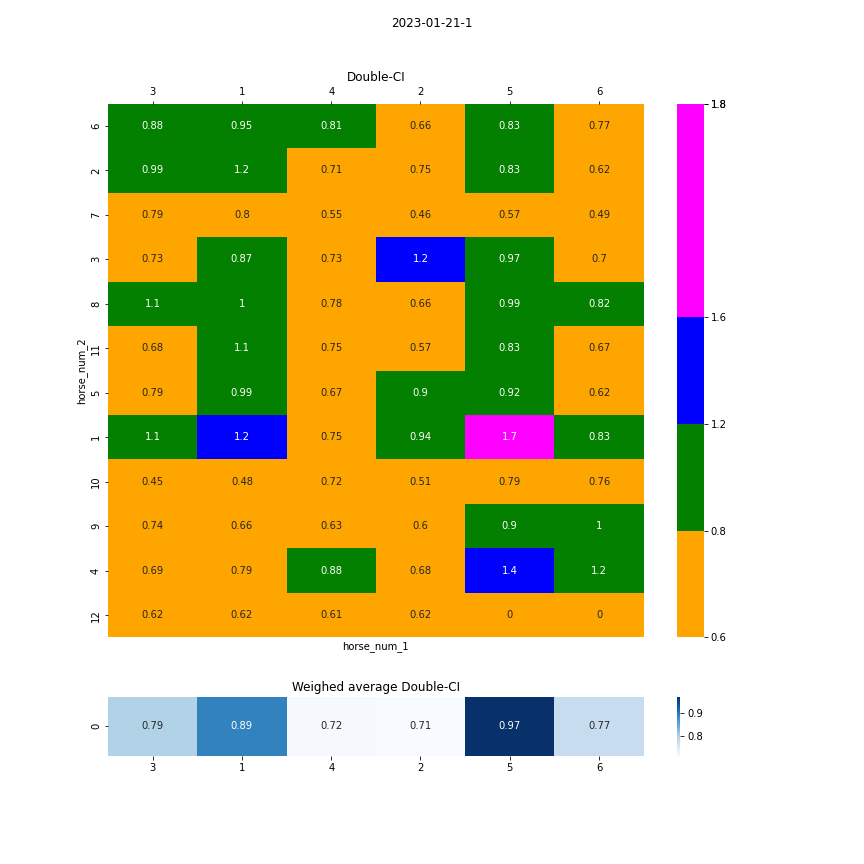 2023-01-21-1
Double-CI
3 1 4 2 5 6
6 0.88 0.95 0.81 0.66 0.83 0.77
2 0.99 1.2 0.71 0.75 0.83 0.62
7 0.79 0.8 0.55 0.46 0.57 0.49
3 0.73 0.87 0.73 1.2 0.97 0.7
8 1.1 1 0.78 0.66 0.99 0.82
11 0.68 1.1 0.75 0.57 0.83 0.67
5 0.79 0.99 0.67 0.9 0.92 0.62
1 1.1 1.2 0.75 0.94 1.7 0.83
10 0.45 0.48 0.72 0.51 0.79 0.76
9 0.74 0.66 0.63 0.6 0.9 1
4 0.69 0.79 0.88 0.68 1.4 1.2
12 0.62 0.62 0.61 0.62 0 0
horse_num_2
horse_num_1
1.8
1.6
1.2
0.8
0.6
Weighed average Double-CI
0 0.79 0.89 0.72 0.71 0.97 0.77
3 1 4 2 5 6
0.9
0.8